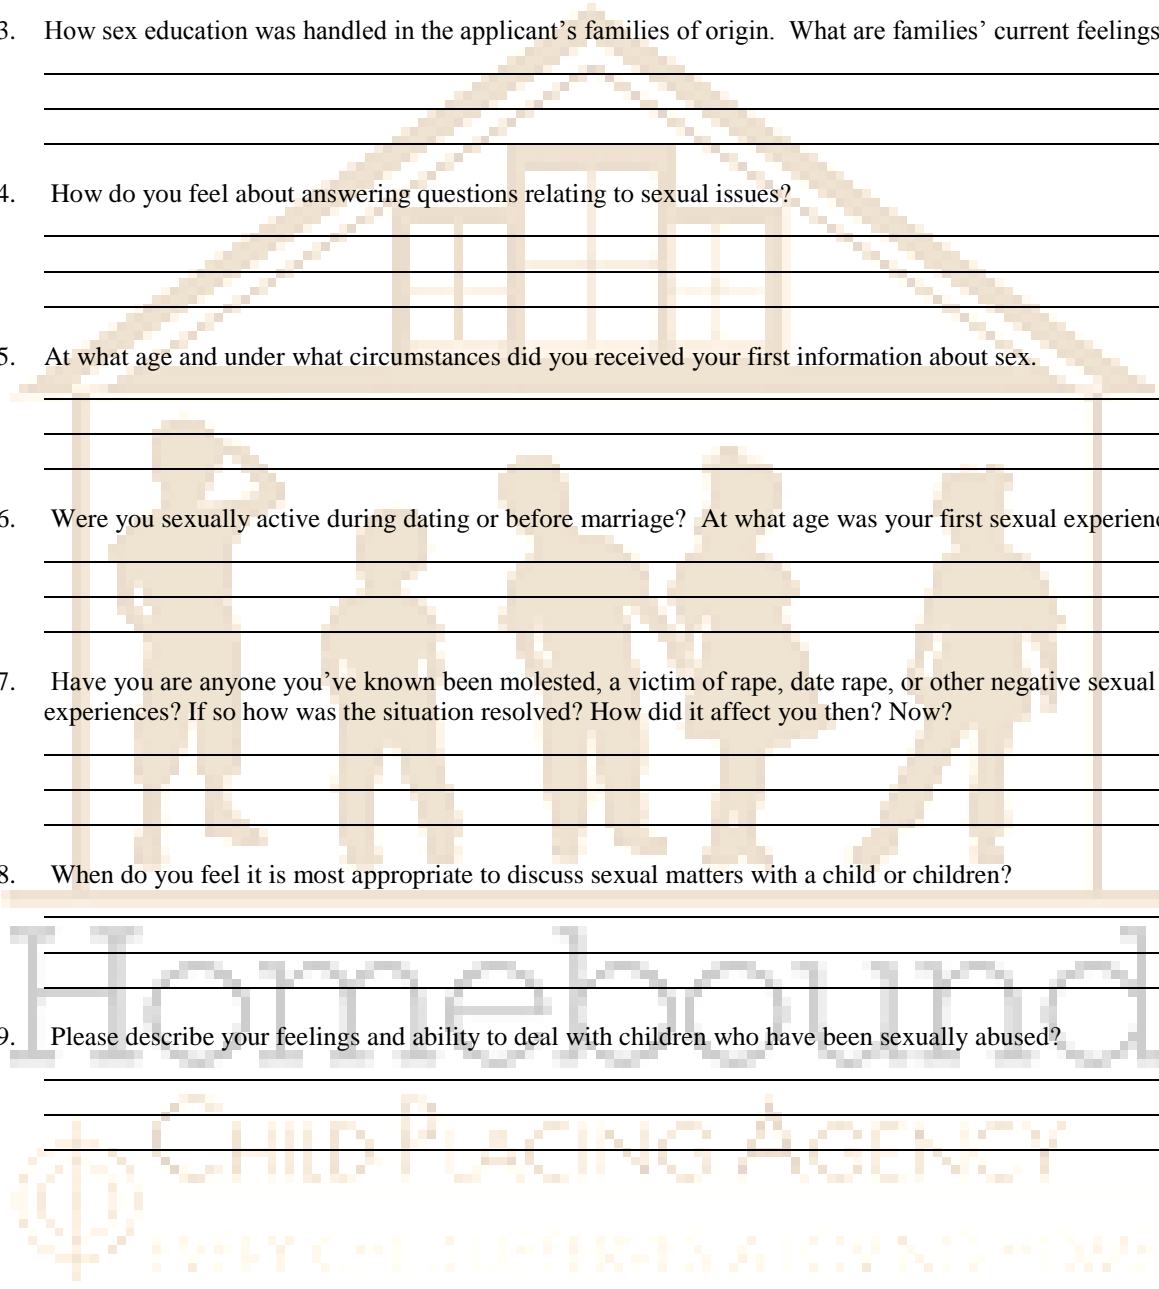 3. How sex education was handled in the applicant’s families of origin.  What are families’ current feelings
4. How do you feel about answering questions relating to sexual issues?
5. At what age and under what circumstances did you received your first information about sex.
6. Were you sexually active during dating or before marriage?  At what age was your first sexual
7. Have you are anyone you’ve known been molested, a victim of rape, date rape, or other negative sexual
experiences? If so how was the situation resolved? How did it affect you then? Now?
8. When do you feel it is most appropriate to discuss sexual matters with a child or children?
Homebound
9. Please describe your feelings and ability to deal with children who have been sexually abused?
CHILD PLACING AGENCY